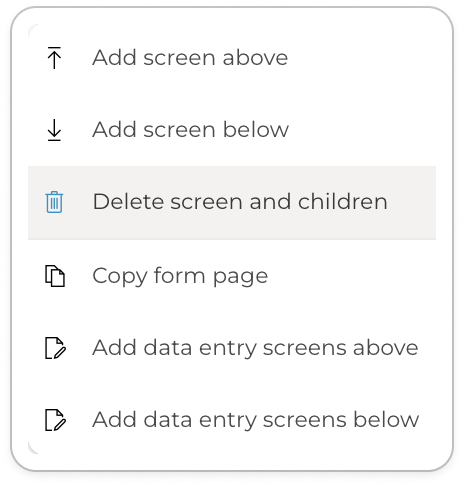 Add screen above
Add screen below
Delete screen and children
Copy form page
Add data entry screens above
Add data entry screens below